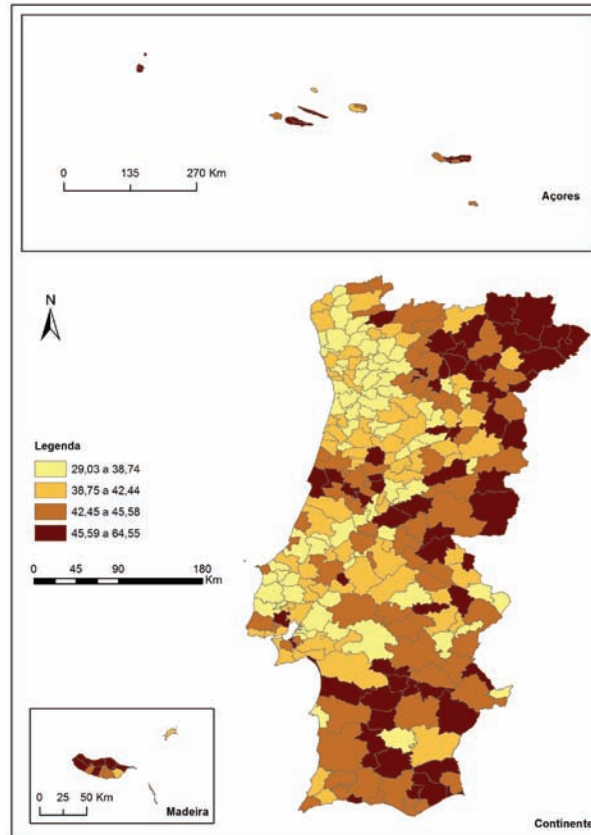 0 135 270 Km
Açores
N
Legenda
29,03 a 38,74
38,75 a 42,44
42,45 a 45,58
45,59 a 64,55
0 45 90 180
Km
0 25 50 Km
Madeira
Continente